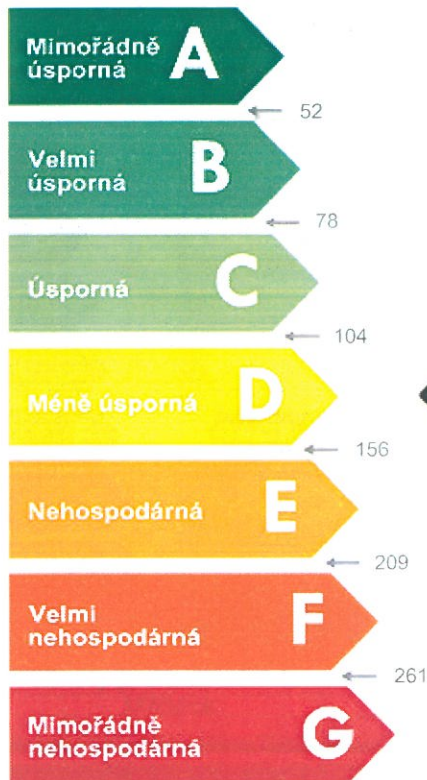 Mimořádně
úsporná
A
52
Velmi
úsporná
B
78
Úsporná
C
104
Méně úsporná
D
156
Nehospodárná
E
209
Velmi
nehospodárná
F
261
Mimořádně
nehospodárná
G